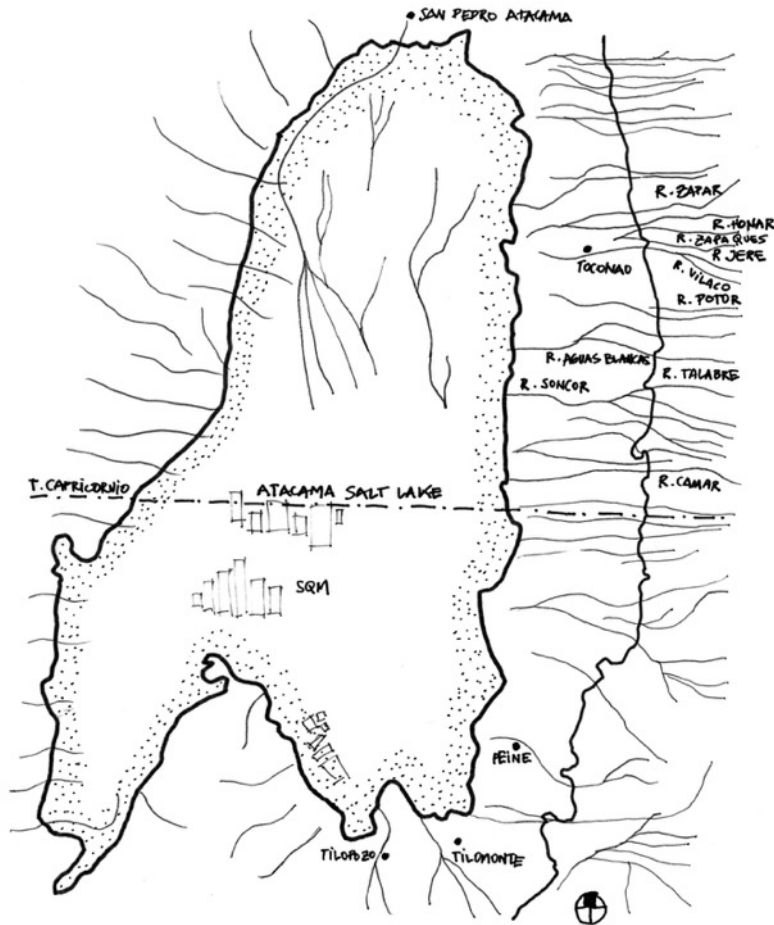 SAN PEDRO ATACAMA
R. ZAPAR
R. HONAR
R. ZAPAQUES
R. JERE
TOCONAO
R. VILACO
R. POTOR
R. AGUAS BLANCAS
R. SONCOR
R. TALABRE
T. CAPRICORNIO
ATACAMA SALT LAKE
R. CAMAR
SQM
PEINE
TILOPOZO
TILOMONTE